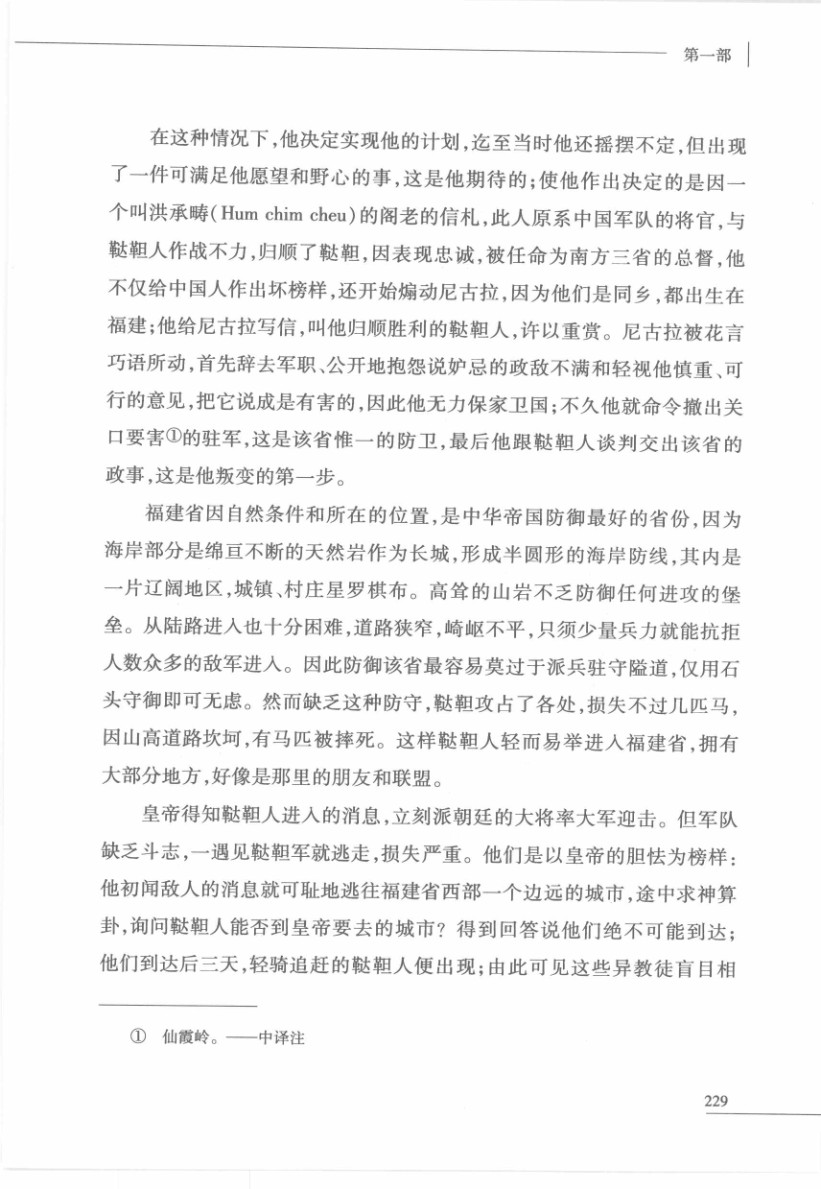 第一部
在这种情况下,他决定实现他的计划,迄至当时他还摇摆不定,但出现
了一件可满足他愿望和野心的事,这是他期待的;使他作出决定的是因一
个叫洪承畴(Hum chim cheu)的阁老的信札,此人原系中国军队的将官,与
鞑靼人作战不力,归顺了鞑靼,因表现忠诚,被任命为南方三省的总督,他
不仅给中国人作出坏榜样,还开始煽动尼古拉,因为他们是同乡,都出生在
福建;他给尼古拉写信,叫他归顺胜利的鞑靼人,许以重赏。尼古拉被花言
巧语所动,首先辞去军职、公开地抱怨说妒忌的政敌不满和轻视他慎重、可
行的意见,把它说成是有害的,因此他无力保家卫国;不久他就命令撤出关
口要害①的驻军,这是该省惟一的防卫,最后他跟鞑靼人谈判交出该省的
政事,这是他叛变的第一步。
福建省因自然条件和所在的位置,是中华帝国防御最好的省份,因为
海岸部分是绵亘不断的天然岩作为长城,形成半圆形的海岸防线,其内是
一片辽阔地区,城镇、村庄星罗棋布。高耸的山岩不乏防御任何进攻的堡
垒。从陆路进入也十分困难,道路狭窄,崎岖不平,只须少量兵力就能抗拒
人数众多的敌军进入。因此防御该省最容易莫过于派兵驻守隘道,仅用石
头守御即可无虑。然而缺乏这种防守,鞑靼攻占了各处,损失不过几匹马,
因山高道路坎坷,有马匹被摔死。这样鞑靼人轻而易举进入福建省,拥有
大部分地方,好像是那里的朋友和联盟。
皇帝得知鞑靼人进入的消息,立刻派朝廷的大将率大军迎击。但军队
缺乏斗志,一遇见鞑靼军就逃走,损失严重。他们是以皇帝的胆怯为榜样:
他初闻敌人的消息就可耻地逃往福建省西部一个边远的城市,途中求神算
卦,询问鞑靼人能否到皇帝要去的城市?得到回答说他们绝不可能到达;
他们到达后三天,轻骑追赶的鞑靼人便出现;由此可见这些异教徒盲目相
① 仙霞岭。——中译注
229